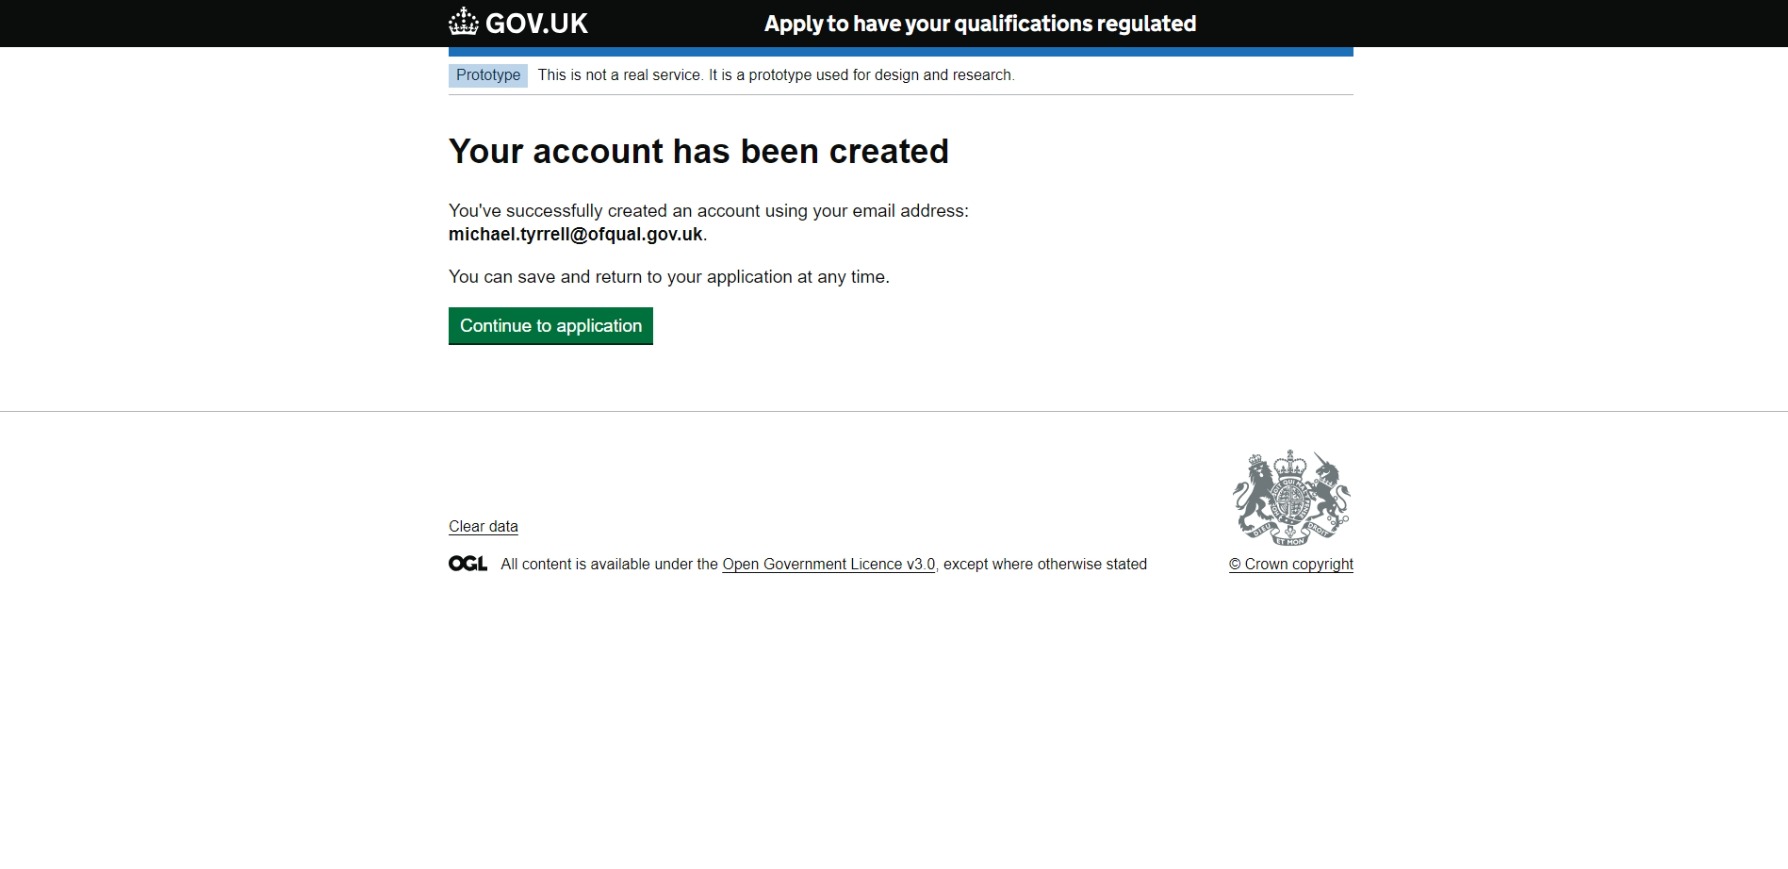 GOV.UK
Apply to have your qualifications regulated
Prototype This is not a real service. It is a prototype used for design and research.
Your account has been created
You've successfully created an account using your email address:
michael.tyrrell@ofqual.gov.uk.
You can save and return to your application at any time.
Continue to application
Clear data
OGL All content is available under the Open Government Licence v3.0, except where otherwise stated
DIEU ET MON DROIT
© Crown copyright